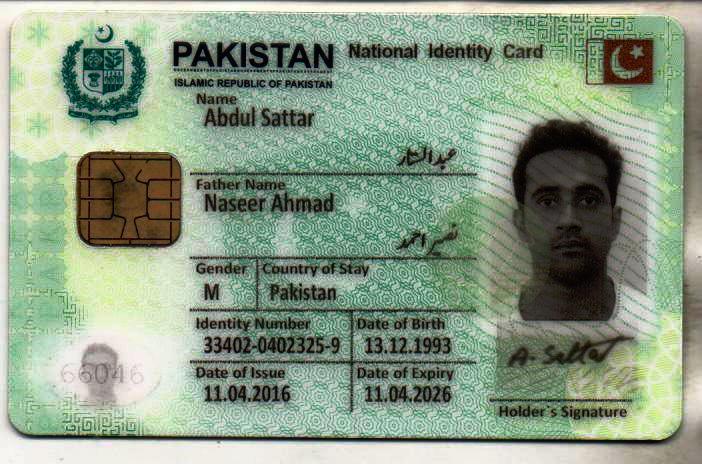 PAKISTAN National Identity Card
ISLAMIC REPUBLIC OF PAKISTAN
Name
Abdul Sattar
عبدالستار
Father Name
Naseer Ahmad
نصیر احمد
Gender Country of Stay
M Pakistan
Identity Number Date of Birth
33402-0402325-9 13.12.1993
Date of Issue Date of Expiry
11.04.2016 11.04.2026
66046
A. Sattar
Holder`s Signature